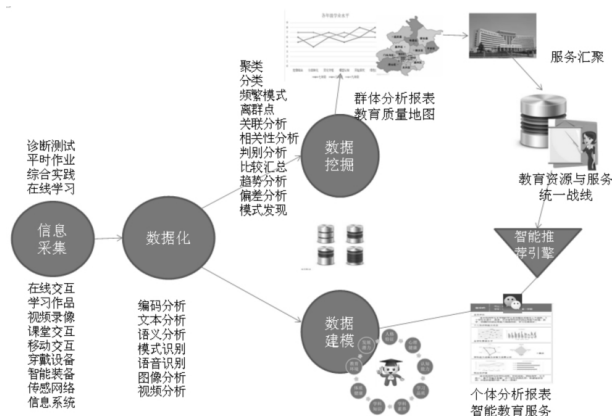 聚类
分类
频繁模式
离群点
关联分析
相关性分析
判别分析
比较汇总
趋势分析
偏差分析
模式发现
群体分析报表
教育质量地图
服务汇聚
诊断测试
平时作业
综合实践
在线学习
信息
采集
数据化
数据
挖掘
教育资源与服务
统一战线
智能推
荐引擎
在线交互
学习作品
视频录像
课堂交互
移动交互
穿戴设备
智能装备
传感网络
信息系统
编码分析
文本分析
语义分析
模式识别
语音识别
图像分析
视频分析
数据
建模
个体分析报表
智能教育服务